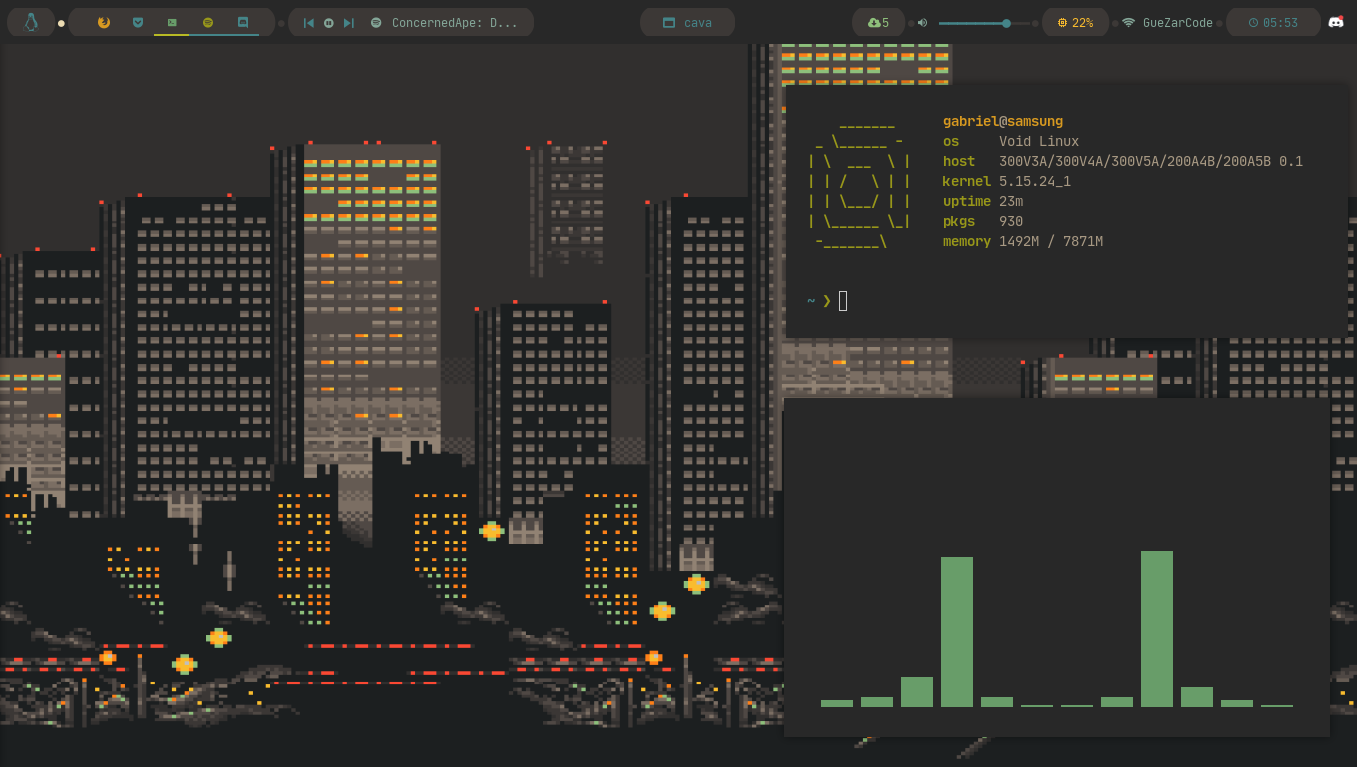 ConcernedApe: D...
cava
5
22%
GueZarCode
05:53
gabriel@samsung
os Void Linux
host 300V3A/300V4A/300V5A/200A4B/200A5B 0.1
kernel 5.15.24_1
uptime 23m
pkgs 930
memory 1492M / 7871M
~ ❯